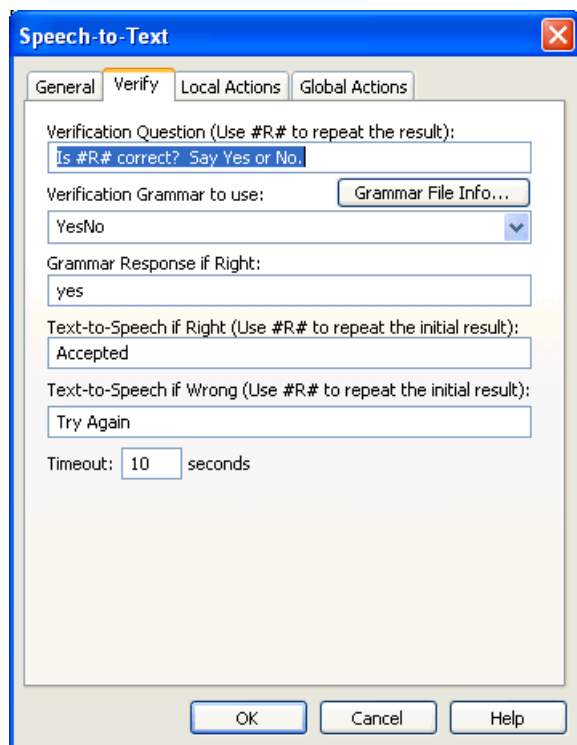 Speech-to-Text
General Verify Local Actions Global Actions
Verification Question (Use #R# to repeat the result):
Is #R# correct?  Say Yes or No.
Verification Grammar to use: Grammar File Info...
YesNo
Grammar Response if Right:
yes
Text-to-Speech if Right (Use #R# to repeat the initial result):
Accepted
Text-to-Speech if Wrong (Use #R# to repeat the initial result):
Try Again
Timeout: 10 seconds
OK Cancel Help